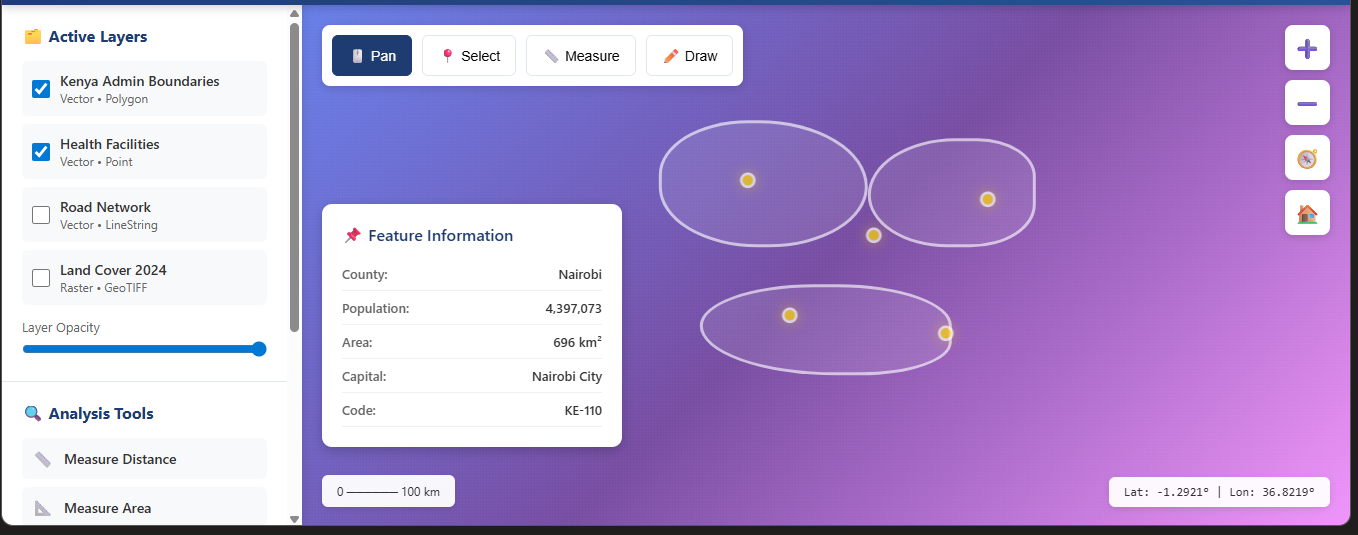 Active Layers
Kenya Admin Boundaries
Vector • Polygon
Health Facilities
Vector • Point
Road Network
Vector • LineString
Land Cover 2024
Raster • GeoTIFF
Layer Opacity
Analysis Tools
Measure Distance
Measure Area
Pan
Select
Measure
Draw
Feature Information
County: Nairobi
Population: 4,397,073
Area: 696 km²
Capital: Nairobi City
Code: KE-110
0 ———— 100 km
Lat: -1.2921° | Lon: 36.8219°